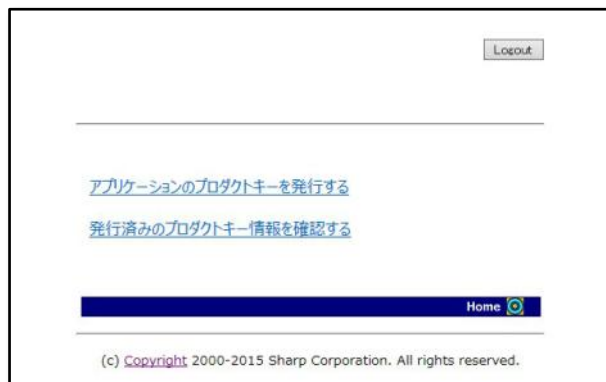 Logout
アプリケーションのプロダクトキーを発行する
発行済みのプロダクトキー情報を確認する
Home
(c) Copyright 2000-2015 Sharp Corporation. All rights reserved.